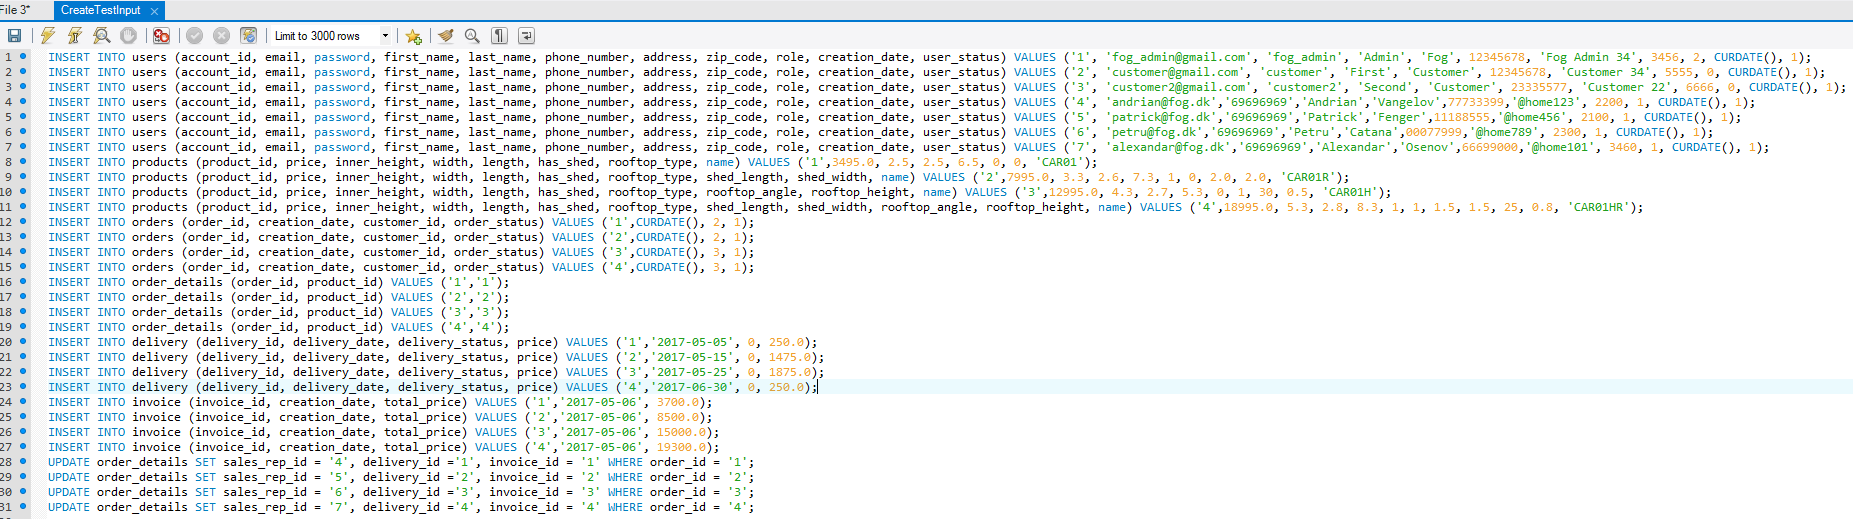 File 3*
CreateTestInput ×
Limit to 3000 rows
1 INSERT INTO users (account_id, email, password, first_name, last_name, phone_number, address, zip_code, role, creation_date, user_status) VALUES ('1', 'fog_admin@gmail.com', 'fog_admin', 'Admin', 'Fog', 12345678, 'Fog Admin 34', 3456, 2, CURDATE(), 1);
2 INSERT INTO users (account_id, email, password, first_name, last_name, phone_number, address, zip_code, role, creation_date, user_status) VALUES ('2', 'customer@gmail.com', 'customer', 'First', 'Customer', 12345678, 'Customer 34', 5555, 0, CURDATE(), 1);
3 INSERT INTO users (account_id, email, password, first_name, last_name, phone_number, address, zip_code, role, creation_date, user_status) VALUES ('3', 'customer2@gmail.com', 'customer2', 'Second', 'Customer', 23335577, 'Customer 22', 6666, 0, CURDATE(), 1);
4 INSERT INTO users (account_id, email, password, first_name, last_name, phone_number, address, zip_code, role, creation_date, user_status) VALUES ('4', 'andrian@fog.dk','69696969','Andrian','Vangelov',77733399,'@home123', 2200, 1, CURDATE(), 1);
5 INSERT INTO users (account_id, email, password, first_name, last_name, phone_number, address, zip_code, role, creation_date, user_status) VALUES ('5', 'patrick@fog.dk','69696969','Patrick','Fenger',11188555,'@home456', 2100, 1, CURDATE(), 1);
6 INSERT INTO users (account_id, email, password, first_name, last_name, phone_number, address, zip_code, role, creation_date, user_status) VALUES ('6', 'petru@fog.dk','69696969','Petru','Catana',00077999,'@home789', 2300, 1, CURDATE(), 1);
7 INSERT INTO users (account_id, email, password, first_name, last_name, phone_number, address, zip_code, role, creation_date, user_status) VALUES ('7', 'alexandar@fog.dk','69696969','Alexandar','Osenov',66699000,'@home101', 3460, 1, CURDATE(), 1);
8 INSERT INTO products (product_id, price, inner_height, width, length, has_shed, rooftop_type, name) VALUES ('1',3495.0, 2.5, 2.5, 6.5, 0, 0, 'CAR01');
9 INSERT INTO products (product_id, price, inner_height, width, length, has_shed, rooftop_type, shed_length, shed_width, name) VALUES ('2',7995.0, 3.3, 2.6, 7.3, 1, 0, 2.0, 2.0, 'CAR01R');
10 INSERT INTO products (product_id, price, inner_height, width, length, has_shed, rooftop_type, rooftop_angle, rooftop_height, name) VALUES ('3',12995.0, 4.3, 2.7, 5.3, 0, 1, 30, 0.5, 'CAR01H');
11 INSERT INTO products (product_id, price, inner_height, width, length, has_shed, rooftop_type, shed_length, shed_width, rooftop_angle, rooftop_height, name) VALUES ('4',18995.0, 5.3, 2.8, 8.3, 1, 1, 1.5, 1.5, 25, 0.8, 'CAR01HR');
12 INSERT INTO orders (order_id, creation_date, customer_id, order_status) VALUES ('1',CURDATE(), 2, 1);
13 INSERT INTO orders (order_id, creation_date, customer_id, order_status) VALUES ('2',CURDATE(), 2, 1);
14 INSERT INTO orders (order_id, creation_date, customer_id, order_status) VALUES ('3',CURDATE(), 3, 1);
15 INSERT INTO orders (order_id, creation_date, customer_id, order_status) VALUES ('4',CURDATE(), 3, 1);
16 INSERT INTO order_details (order_id, product_id) VALUES ('1','1');
17 INSERT INTO order_details (order_id, product_id) VALUES ('2','2');
18 INSERT INTO order_details (order_id, product_id) VALUES ('3','3');
19 INSERT INTO order_details (order_id, product_id) VALUES ('4','4');
20 INSERT INTO delivery (delivery_id, delivery_date, delivery_status, price) VALUES ('1','2017-05-05', 0, 250.0);
21 INSERT INTO delivery (delivery_id, delivery_date, delivery_status, price) VALUES ('2','2017-05-15', 0, 1475.0);
22 INSERT INTO delivery (delivery_id, delivery_date, delivery_status, price) VALUES ('3','2017-05-25', 0, 1875.0);
23 INSERT INTO delivery (delivery_id, delivery_date, delivery_status, price) VALUES ('4','2017-06-30', 0, 250.0);
24 INSERT INTO invoice (invoice_id, creation_date, total_price) VALUES ('1','2017-05-06', 3700.0);
25 INSERT INTO invoice (invoice_id, creation_date, total_price) VALUES ('2','2017-05-06', 8500.0);
26 INSERT INTO invoice (invoice_id, creation_date, total_price) VALUES ('3','2017-05-06', 15000.0);
27 INSERT INTO invoice (invoice_id, creation_date, total_price) VALUES ('4','2017-05-06', 19300.0);
28 UPDATE order_details SET sales_rep_id = '4', delivery_id ='1', invoice_id = '1' WHERE order_id = '1';
29 UPDATE order_details SET sales_rep_id = '5', delivery_id ='2', invoice_id = '2' WHERE order_id = '2';
30 UPDATE order_details SET sales_rep_id = '6', delivery_id ='3', invoice_id = '3' WHERE order_id = '3';
31 UPDATE order_details SET sales_rep_id = '7', delivery_id ='4', invoice_id = '4' WHERE order_id = '4';